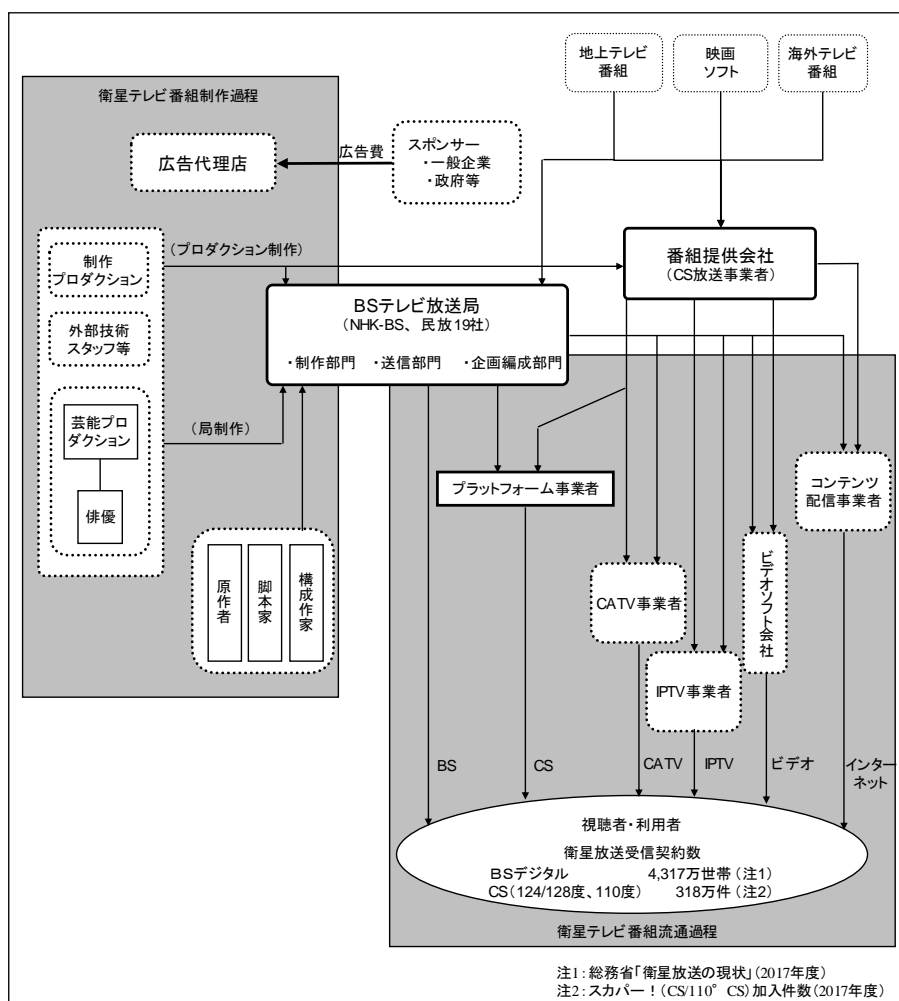 地上テレビ
番組
映画
ソフト
海外テレビ
番組
衛星テレビ番組制作過程
広告代理店
広告費
スポンサー
・一般企業
・政府等
制作
プロダクション
(プロダクション制作)
番組提供会社
(CS放送事業者)
BSテレビ放送局
(NHK-BS、民放19社)
・制作部門 ・送信部門 ・企画編成部門
外部技術
スタッフ等
芸能プロ
ダクション
俳優
(局制作)
プラットフォーム事業者
コンテンツ
配信事業者
原作者
脚本家
構成作家
CATV事業者
ビデオソフト会社
IPTV事業者
BS
CS
CATV
IPTV
ビデオ
インター
ネット
視聴者・利用者
衛星放送受信契約数
BSデジタル 4,317万世帯(注1)
CS(124/128度、110度) 318万件(注2)
衛星テレビ番組流通過程
注1:総務省「衛星放送の現状」(2017年度)
注2:スカパー!(CS/110°CS)加入件数(2017年度)